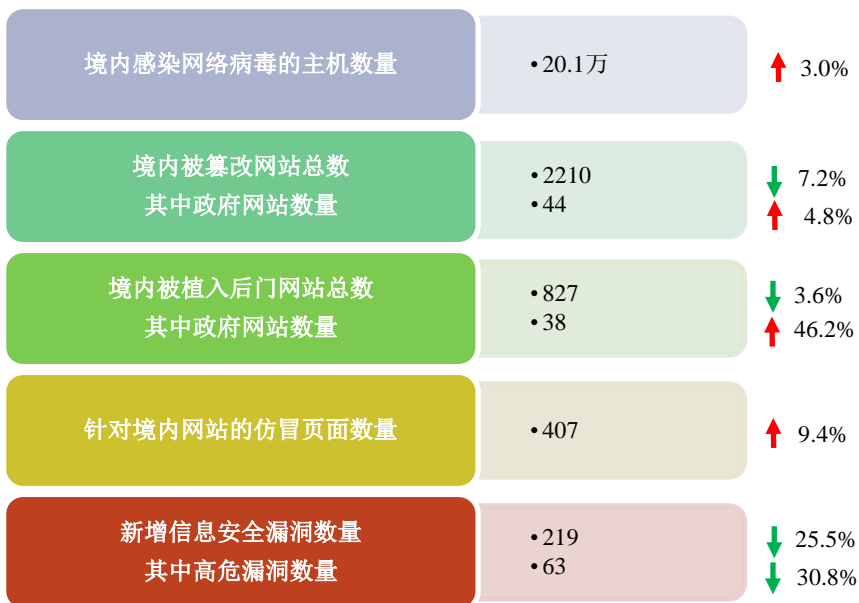 境内感染网络病毒的主机数量
•20.1万
3.0%
境内被篡改网站总数
其中政府网站数量
•2210
•44
7.2%
4.8%
境内被植入后门网站总数
其中政府网站数量
•827
•38
3.6%
46.2%
针对境内网站的仿冒页面数量
•407
9.4%
新增信息安全漏洞数量
其中高危漏洞数量
•219
•63
25.5%
30.8%